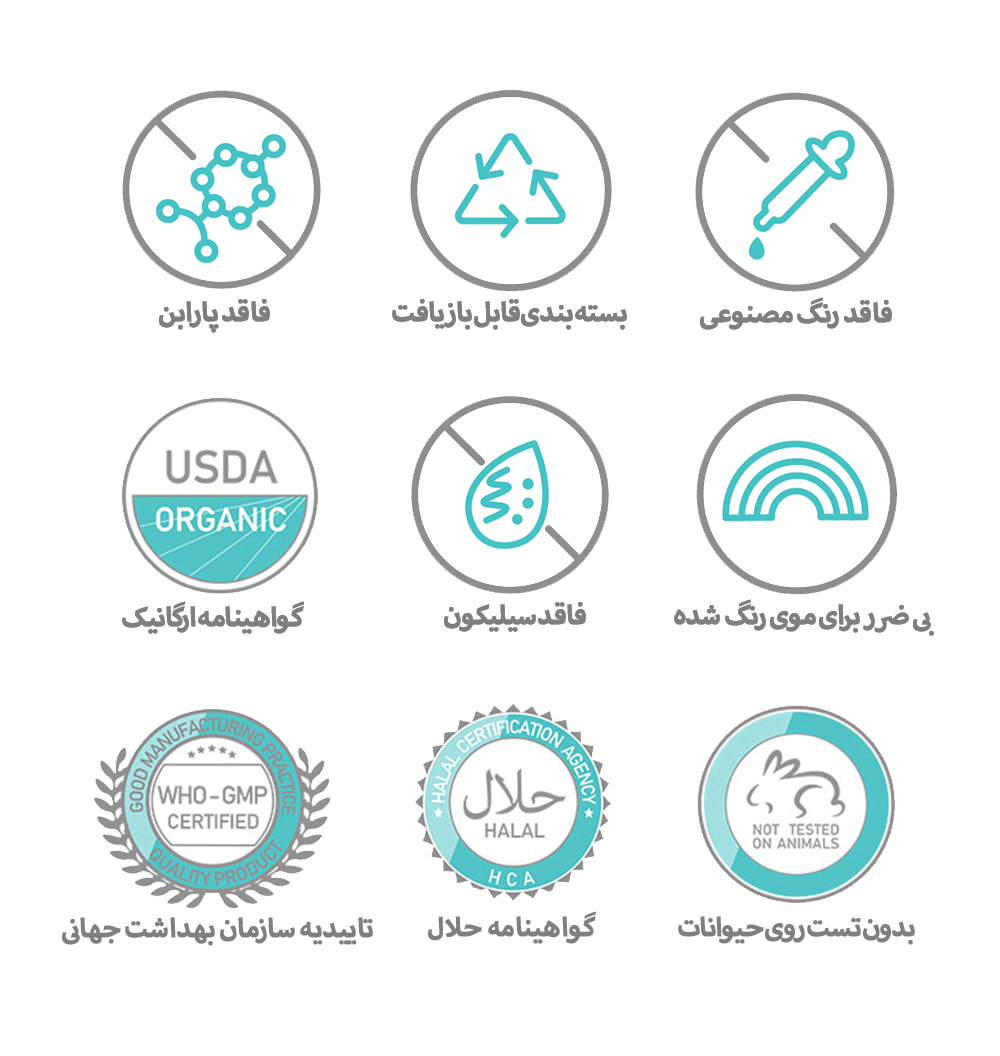 فاقد رنگ مصنوعی
بسته‌بندی قابل بازیافت
فاقد پارابن
بی ضرر برای موی رنگ شده
فاقد سیلیکون
USDA
ORGANIC
گواهینامه ارگانیک
NOT TESTED
ON ANIMALS
بدون تست روی حیوانات
HALAL CERTIFICATION AGENCY
حلال
HALAL
HCA
گواهینامه حلال
GOOD MANUFACTURING PRACTICE
WHO-GMP
CERTIFIED
QUALITY PRODUCT
تاییدیه سازمان بهداشت جهانی